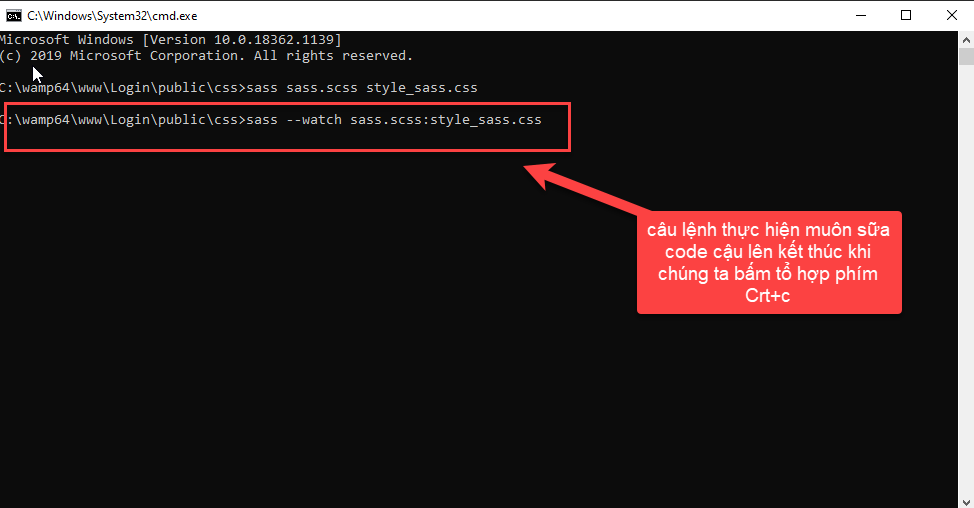 C:\Windows\System32\cmd.exe
Microsoft Windows [Version 10.0.18362.1139]
(c) 2019 Microsoft Corporation. All rights reserved.
C:\wamp64\www\Login\public\css>sass sass.scss style_sass.css
C:\wamp64\www\Login\public\css>sass --watch sass.scss:style_sass.css
câu lệnh thực hiện muôn sữa
code cậu lên kết thúc khi
chúng ta bấm tổ hợp phím
Crt+c